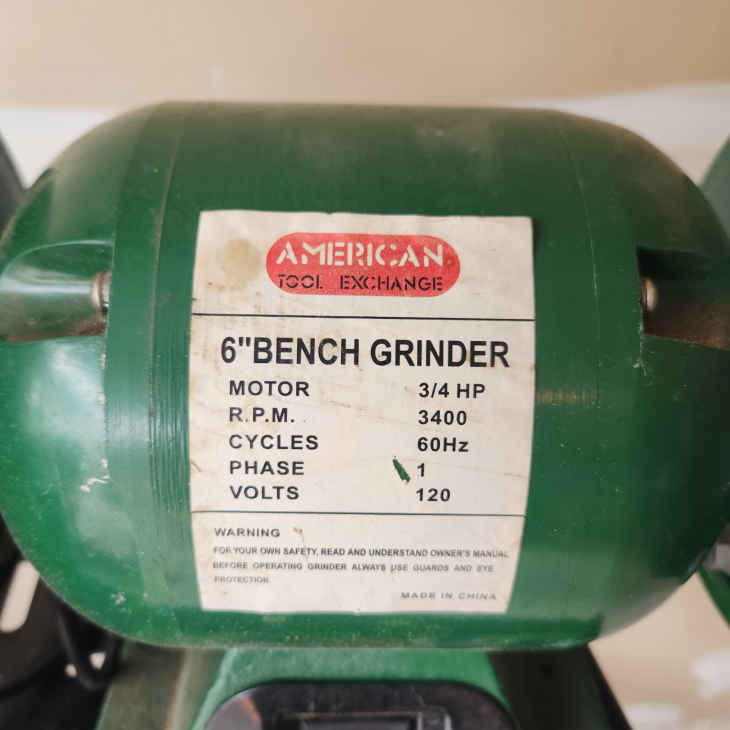 AMERICAN
TOOL EXCHANGE
6"BENCH GRINDER
MOTOR 3/4 HP
R.P.M. 3400
CYCLES 60Hz
PHASE 1
VOLTS 120
WARNING
FOR YOUR OWN SAFETY, READ AND UNDERSTAND OWNER'S MANUAL
BEFORE OPERATING GRINDER ALWAYS USE GUARDS AND EYE
PROTECTION.
MADE IN CHINA